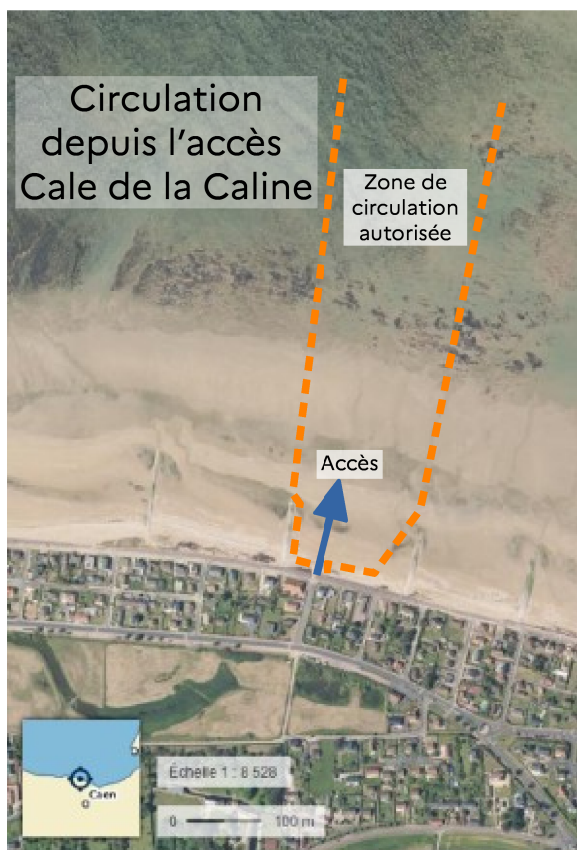 Circulation
depuis l'accès
Cale de la Caline
Zone de
circulation
autorisée
Accès
Caen
Échelle 1 : 8 528
0 100 m